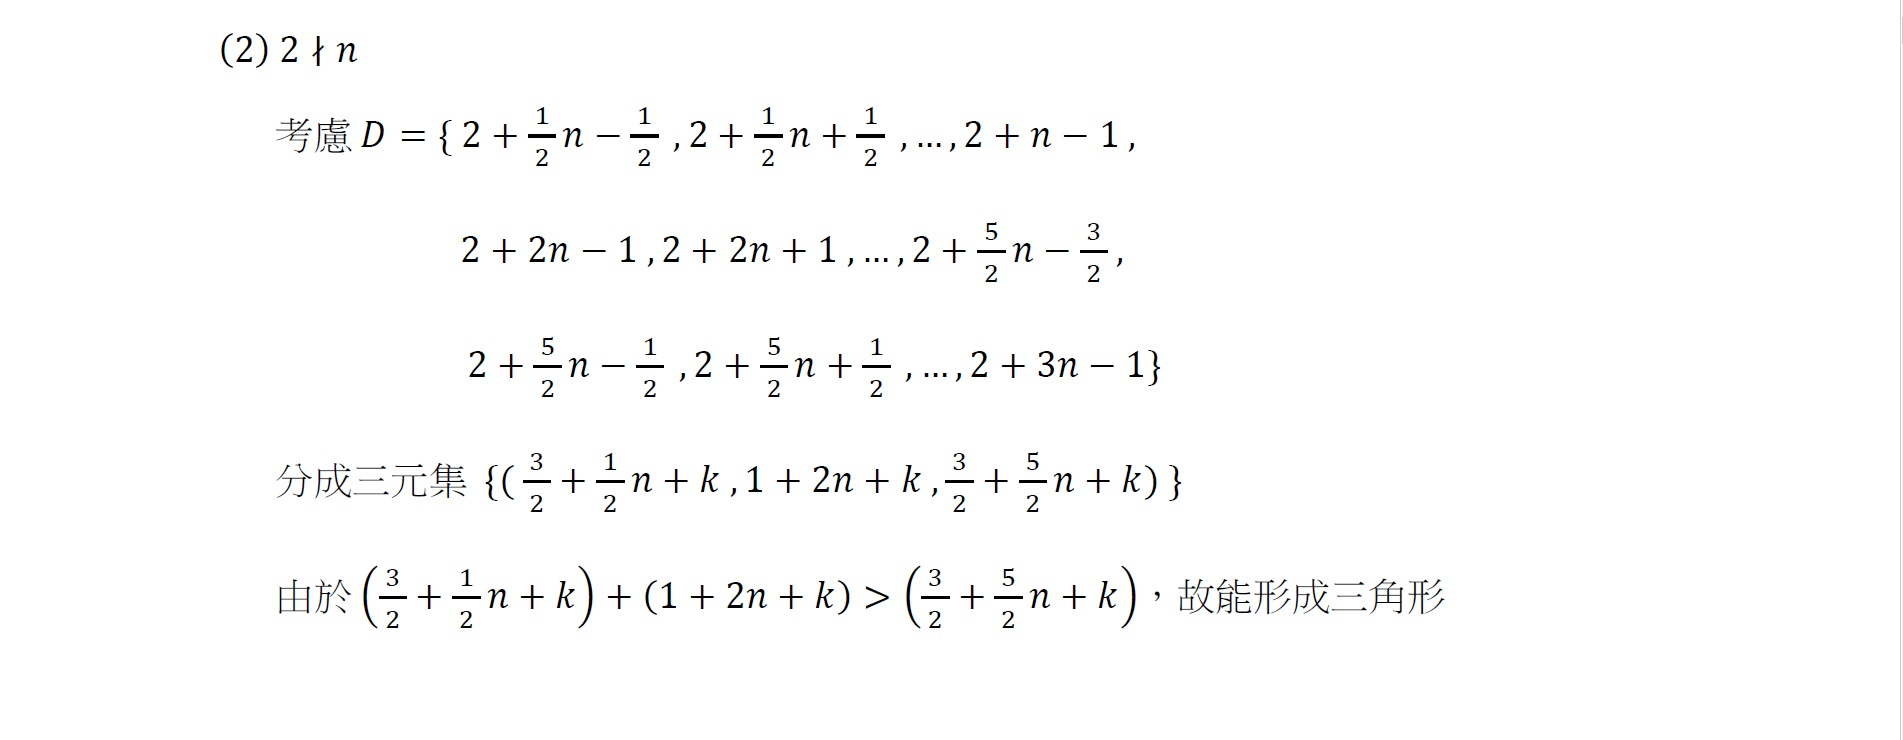 (2) 2 ∤ n
考慮 D = { 2 + 1/2 n − 1/2 , 2 + 1/2 n + 1/2 , … , 2 + n − 1 ,
2 + 2n − 1 , 2 + 2n + 1 , … , 2 + 5/2 n − 3/2 ,
2 + 5/2 n − 1/2 , 2 + 5/2 n + 1/2 , … , 2 + 3n − 1}
分成三元集 {( 3/2 + 1/2 n + k , 1 + 2n + k , 3/2 + 5/2 n + k ) }
由於 (3/2 + 1/2 n + k) + (1 + 2n + k) > (3/2 + 5/2 n + k),故能形成三角形